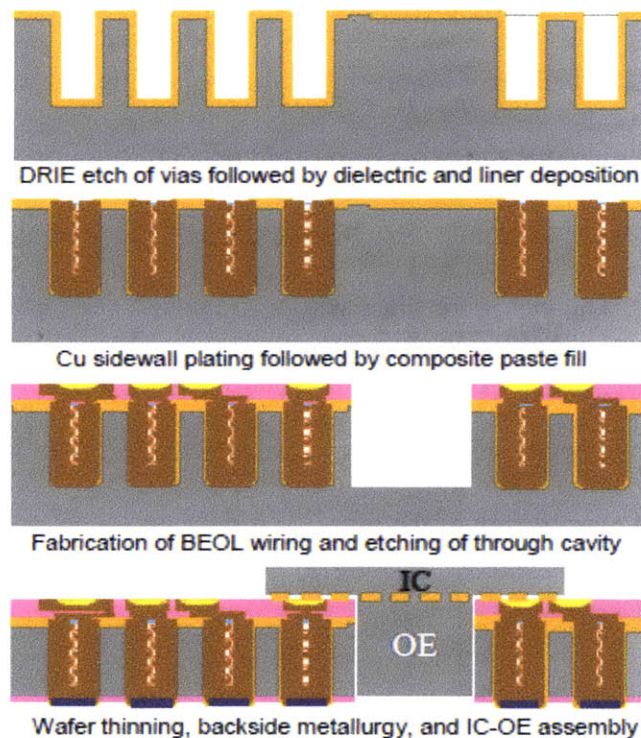 DRIE etch of vias followed by dielectric and liner deposition
Cu sidewall plating followed by composite paste fill
Fabrication of BEOL wiring and etching of through cavity
IC
OE
Wafer thinning, backside metallurgy, and IC-OE assembly